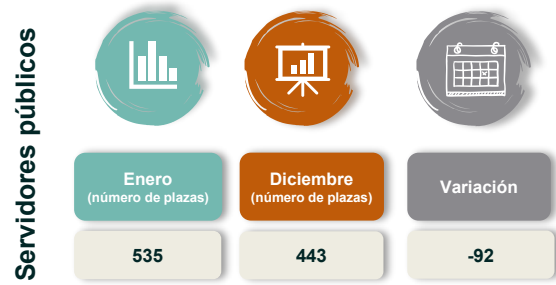 Servidores públicos
Enero
(número de plazas)
Diciembre
(número de plazas)
Variación
535
443
-92